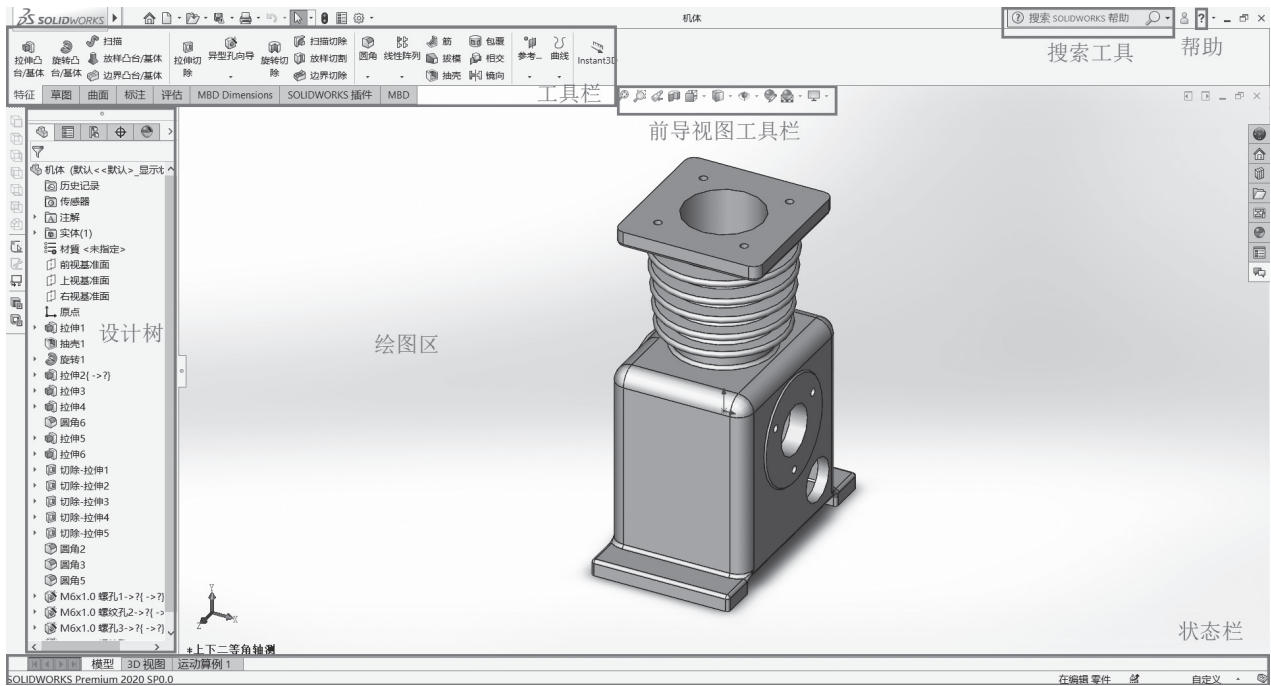 SOLIDWORKS
机体
搜索 SOLIDWORKS 帮助
?
搜索工具
帮助
拉伸凸台/基体
旋转凸台/基体
扫描
放样凸台/基体
边界凸台/基体
拉伸切除
异型孔向导
旋转切除
扫描切除
放样切割
边界切除
圆角
线性阵列
筋
拔模
抽壳
包覆
相交
镜向
参考...
曲线
Instant3D
工具栏
特征 草图 曲面 标注 评估 MBD Dimensions SOLIDWORKS 插件 MBD
前导视图工具栏
机体 (默认<<默认>_显示状
历史记录
传感器
注解
实体(1)
材质 <未指定>
前视基准面
上视基准面
右视基准面
原点
拉伸1
设计树
抽壳1
旋转1
拉伸2{ ->?}
拉伸3
拉伸4
圆角6
拉伸5
拉伸6
切除-拉伸1
切除-拉伸2
切除-拉伸3
切除-拉伸4
切除-拉伸5
圆角2
圆角3
圆角5
M6x1.0 螺孔1->?{ ->?}
M6x1.0 螺纹孔2->?{ ->
M6x1.0 螺孔3->?{ ->?}
绘图区
Y
X
Z
*上下二等角轴测
状态栏
模型 3D 视图 运动算例 1
SOLIDWORKS Premium 2020 SP0.0
在编辑 零件
自定义